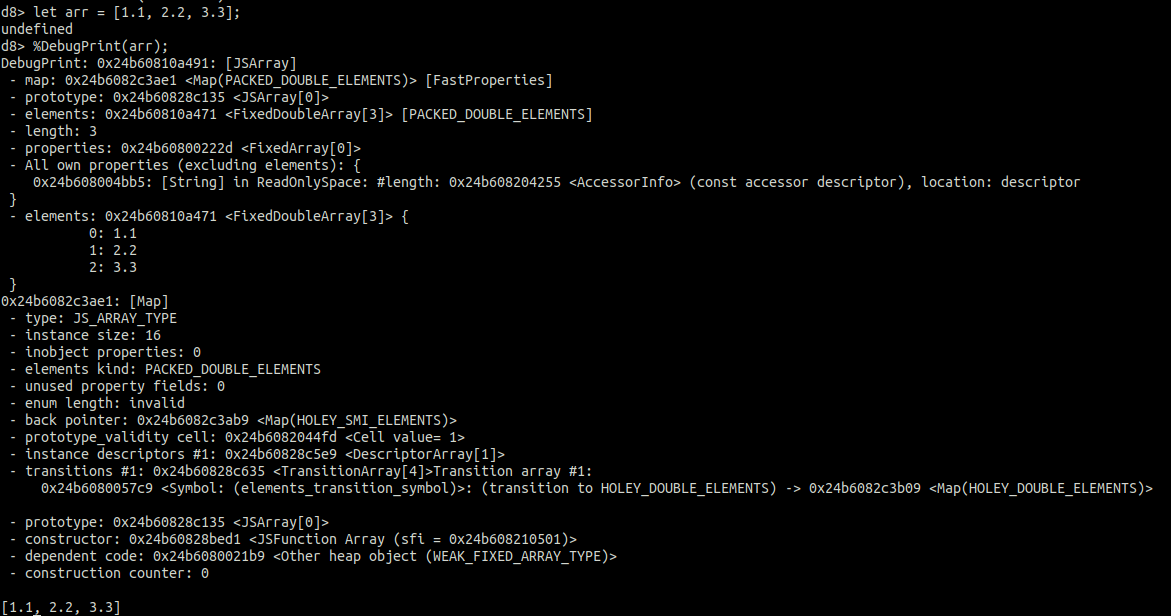 d8> let arr = [1.1, 2.2, 3.3];
undefined
d8> %DebugPrint(arr);
DebugPrint: 0x24b60810a491: [JSArray]
- map: 0x24b6082c3ae1 <Map(PACKED_DOUBLE_ELEMENTS)> [FastProperties]
- prototype: 0x24b60828c135 <JSArray[0]>
- elements: 0x24b60810a471 <FixedDoubleArray[3]> [PACKED_DOUBLE_ELEMENTS]
- length: 3
- properties: 0x24b60800222d <FixedArray[0]>
- All own properties (excluding elements): {
0x24b608004bb5: [String] in ReadOnlySpace: #length: 0x24b608204255 <AccessorInfo> (const accessor descriptor), location: descriptor
}
- elements: 0x24b60810a471 <FixedDoubleArray[3]> {
0: 1.1
1: 2.2
2: 3.3
}
0x24b6082c3ae1: [Map]
- type: JS_ARRAY_TYPE
- instance size: 16
- inobject properties: 0
- elements kind: PACKED_DOUBLE_ELEMENTS
- unused property fields: 0
- enum length: invalid
- back pointer: 0x24b6082c3ab9 <Map(HOLEY_SMI_ELEMENTS)>
- prototype_validity cell: 0x24b6082044fd <Cell value= 1>
- instance descriptors #1: 0x24b60828c5e9 <DescriptorArray[1]>
- transitions #1: 0x24b60828c635 <TransitionArray[4]>Transition array #1:
0x24b6080057c9 <Symbol: (elements_transition_symbol)>: (transition to HOLEY_DOUBLE_ELEMENTS) -> 0x24b6082c3b09 <Map(HOLEY_DOUBLE_ELEMENTS)>
- prototype: 0x24b60828c135 <JSArray[0]>
- constructor: 0x24b60828bed1 <JSFunction Array (sfi = 0x24b608210501)>
- dependent code: 0x24b6080021b9 <Other heap object (WEAK_FIXED_ARRAY_TYPE)>
- construction counter: 0
[1.1, 2.2, 3.3]